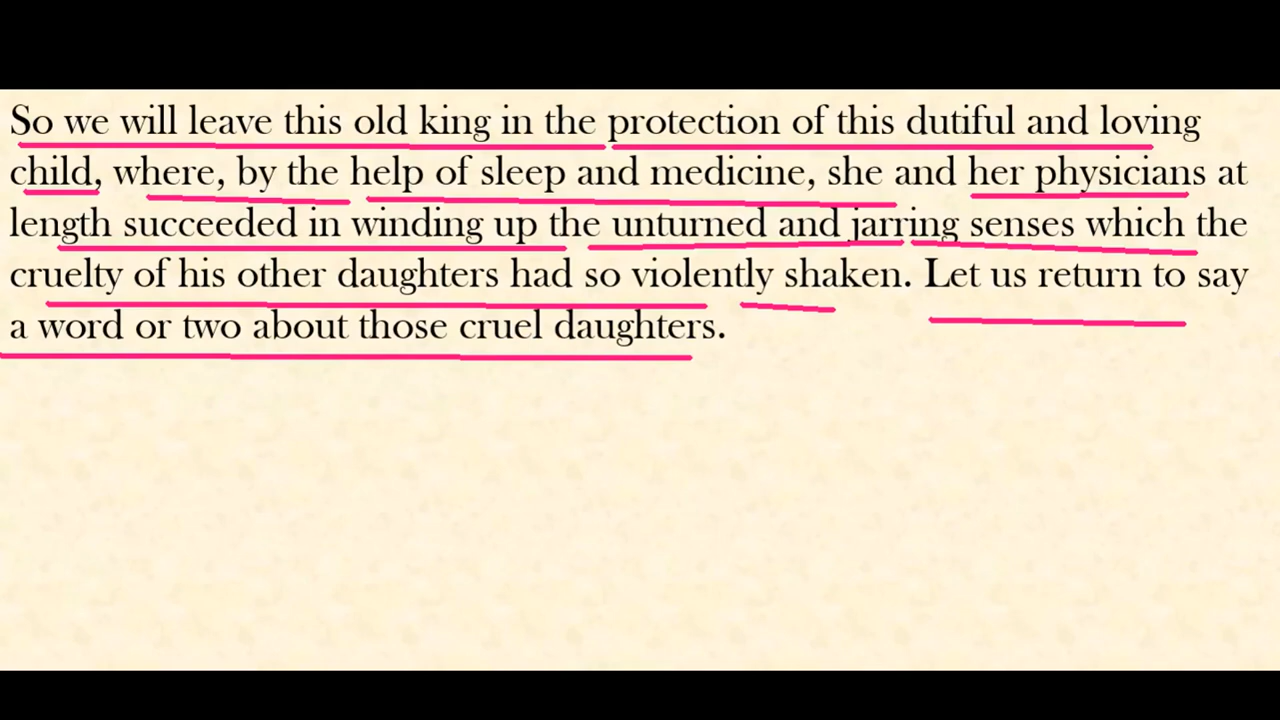 So we will leave this old king in the protection of this dutiful and loving
child, where, by the help of sleep and medicine, she and her physicians at
length succeeded in winding up the unturned and jarring senses which the
cruelty of his other daughters had so violently shaken. Let us return to say
a word or two about those cruel daughters.